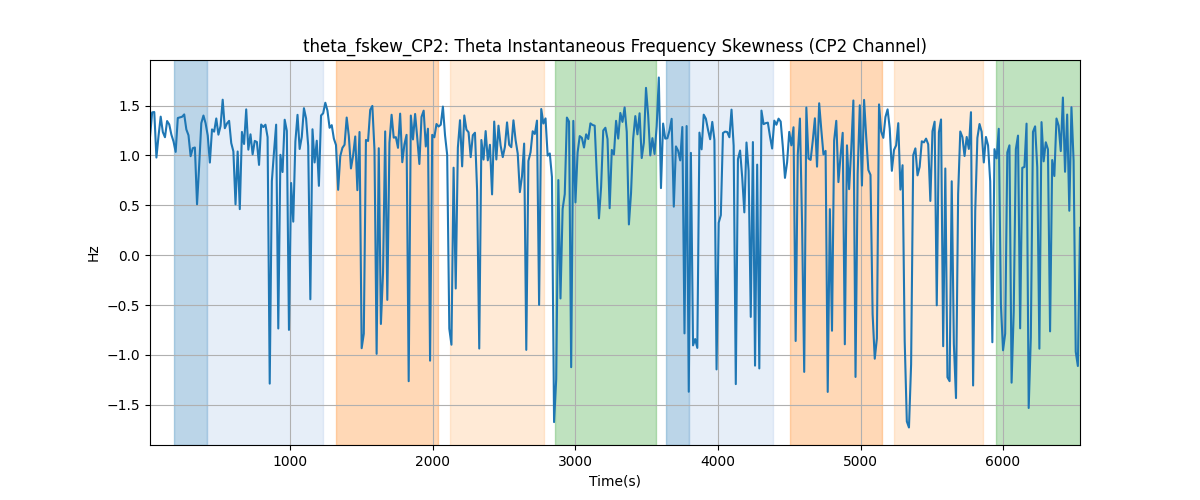 theta_fskew_CP2: Theta Instantaneous Frequency Skewness (CP2 Channel)
1.5
1.0
0.5
0.0
−0.5
−1.0
−1.5
Hz
1000 2000 3000 4000 5000 6000
Time(s)